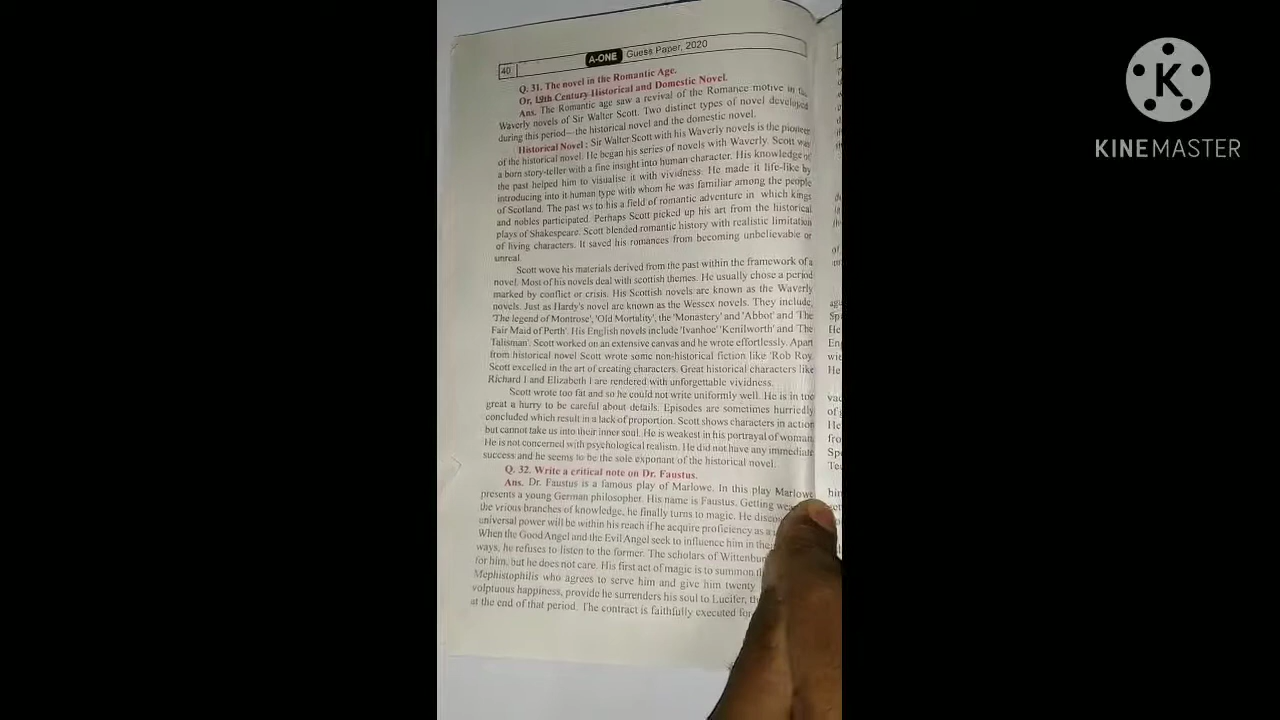 40
A-ONE Guess Paper, 2020
Q. 31. The novel in the Romantic Age.
Or, 19th Century Historical and Domestic Novel.
Ans. The Romantic age saw a revival of the Romance motive in the
Waverly novels of Sir Walter Scott. Two distinct types of novel developed
during this period—the historical novel and the domestic novel.
Historical Novel : Sir Walter Scott with his Waverly novels is the pioneer
of the historical novel. He began his series of novels with Waverly. Scott was
a born story-teller with a fine insight into human character. His knowledge of
the past helped him to visualise it with vividness. He made it life-like by
introducing into it human type with whom he was familiar among the people
of Scotland. The past ws to his a field of romantic adventure in which kings
and nobles participated. Perhaps Scott picked up his art from the historical
plays of Shakespeare. Scott blended romantic history with realistic limitation
of living characters. It saved his romances from becoming unbelievable or
unreal.
Scott wove his materials derived from the past within the framework of a
novel. Most of his novels deal with scottish themes. He usually chose a period
marked by conflict or crisis. His Scottish novels are known as the Waverly
novels. Just as Hardy's novel are known as the Wessex novels. They include,
'The legend of Montrose', 'Old Mortality', the 'Monastery' and 'Abbot' and 'The
Fair Maid of Perth'. His English novels include 'Ivanhoe' 'Kenilworth' and 'The
Talisman'. Scott worked on an extensive canvas and he wrote effortlessly. Apart
from historical novel Scott wrote some non-historical fiction like 'Rob Roy.
Scott excelled in the art of creating characters. Great historical characters like
Richard I and Elizabeth I are rendered with unforgettable vividness.
Scott wrote too fat and so he could not write uniformly well. He is in too
great a hurry to be careful about details. Episodes are sometimes hurriedly
concluded which result in a lack of proportion. Scott shows characters in action
but cannot take us into their inner soul. He is weakest in his portrayal of woman.
He is not concerned with psychological realism. He did not have any immediate
success and he seems to be the sole exponant of the historical novel.
Q. 32. Write a critical note on Dr. Faustus.
Ans. Dr. Faustus is a famous play of Marlowe. In this play Marlowe
presents a young German philosopher. His name is Faustus. Getting
the vrious branches of knowledge, he finally turns to magic. He
universal power will be within his reach if he acquire proficiency as a
When the Good Angel and the Evil Angel seek to influence him in
ways, he refuses to listen to the former. The scholars of
for him, but he does not care. His first act of magic is to summon
Mephistophilis who agrees to serve him and give him twenty
volptuous happiness, provide he surrenders his soul to Lucifer,
at the end of that period. The contract is faithfully executed
K
KINEMASTER